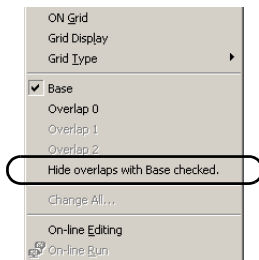 ON Grid
Grid Display
Grid Type
Base
Overlap 0
Overlap 1
Overlap 2
Hide overlaps with Base checked.
Change All...
On-line Editing
On-line Run